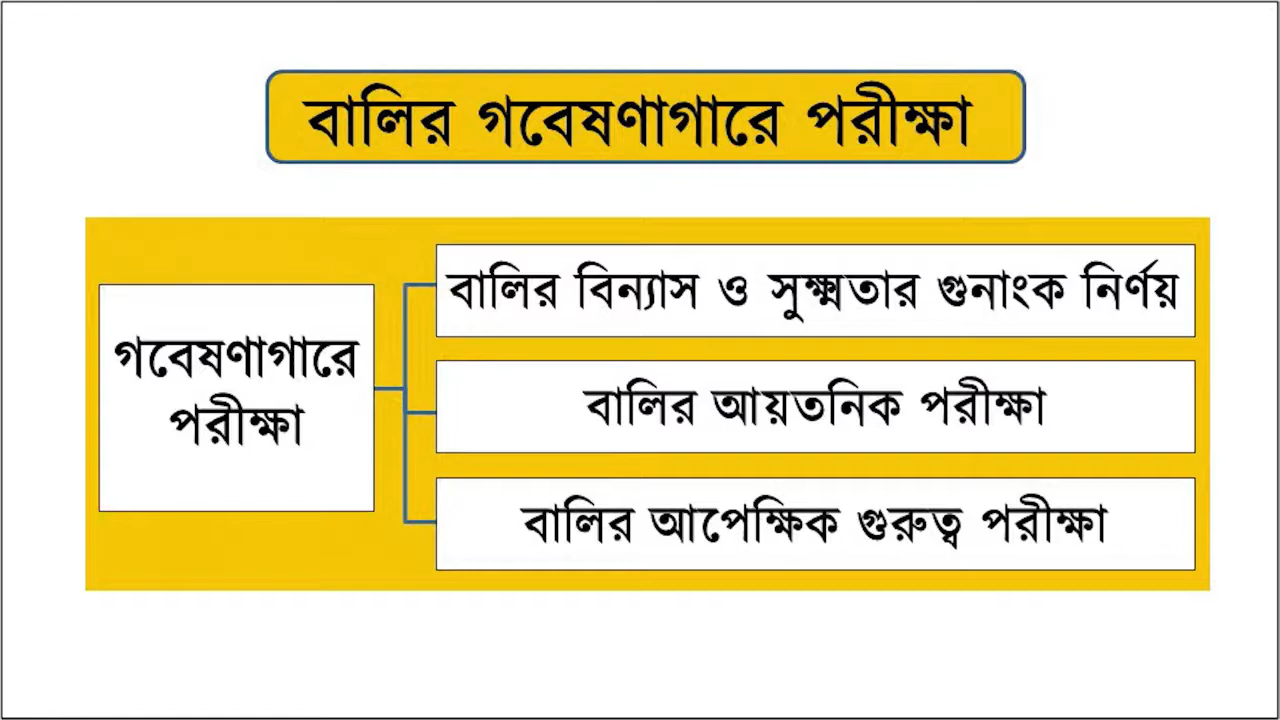 বালির গবেষণাগারে পরীক্ষা
গবেষণাগারে
পরীক্ষা
বালির বিন্যাস ও সুক্ষ্মতার গুনাংক নির্ণয়
বালির আয়তনিক পরীক্ষা
বালির আপেক্ষিক গুরুত্ব পরীক্ষা